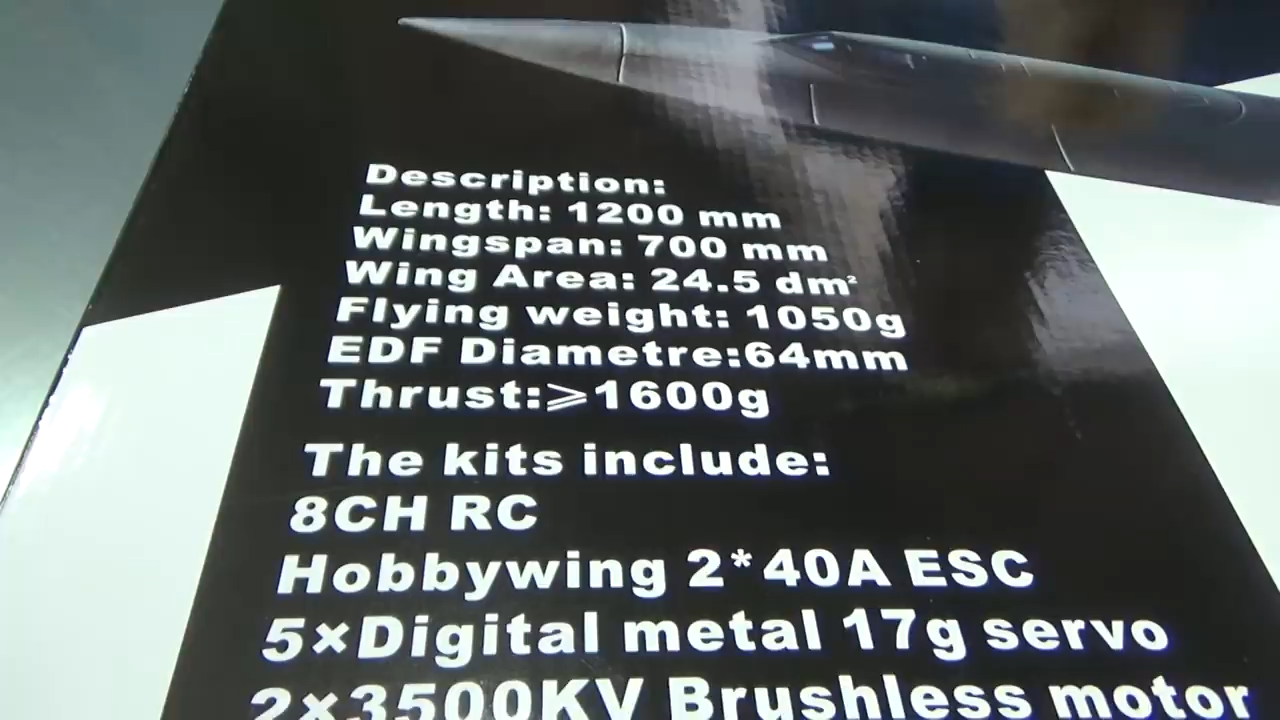 Description:
Length: 1200 mm
Wingspan: 700 mm
Wing Area: 24.5 dm²
Flying weight: 1050g
EDF Diametre:64mm
Thrust:⩾1600g
The kits include:
8CH RC
Hobbywing 2*40A ESC
5×Digital metal 17g servo
2×3500KV Brushless motor